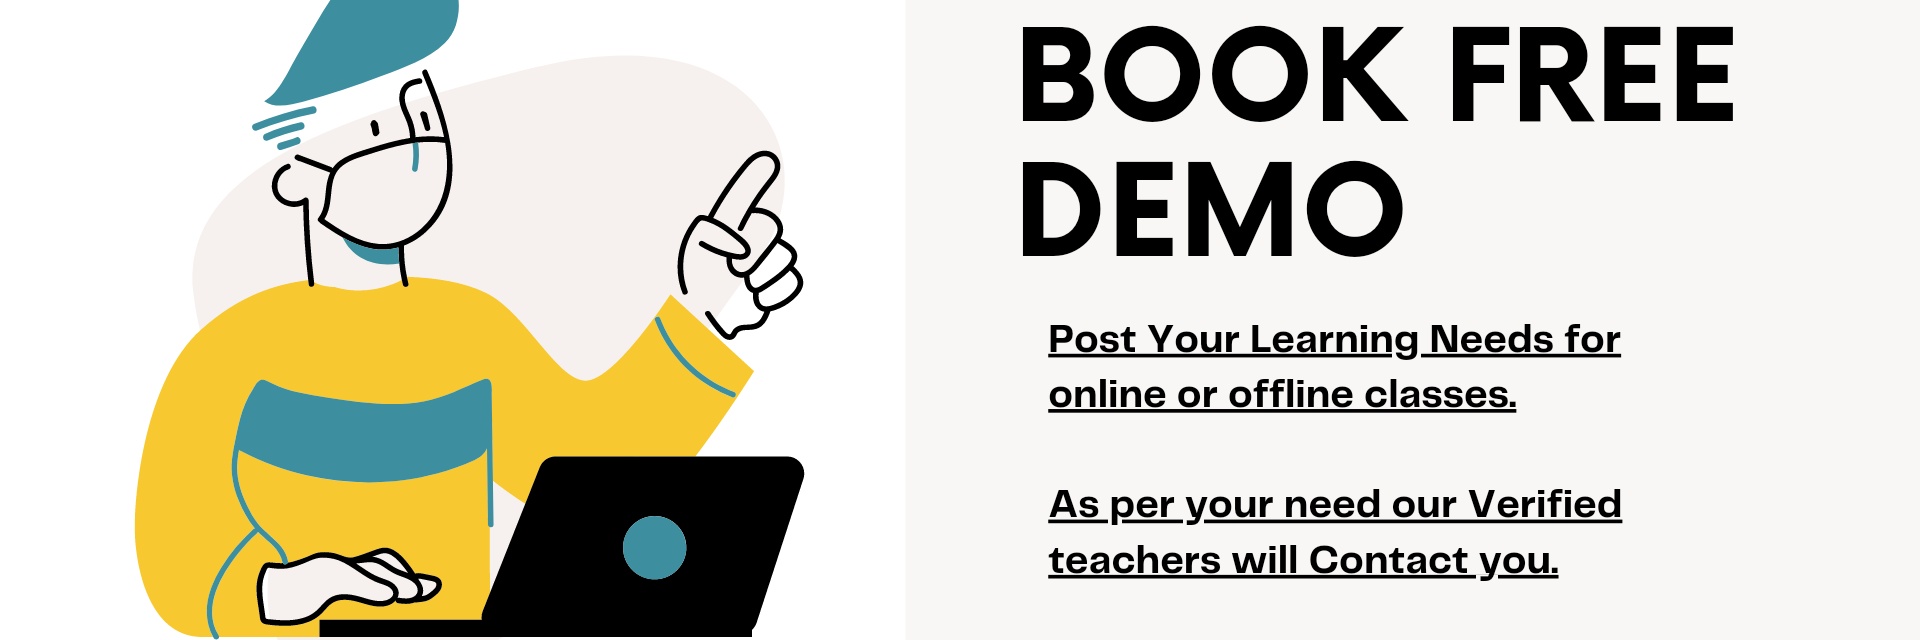 BOOK FREE
DEMO
Post Your Learning Needs for
online or offline classes.
As per your need our Verified
teachers will Contact you.